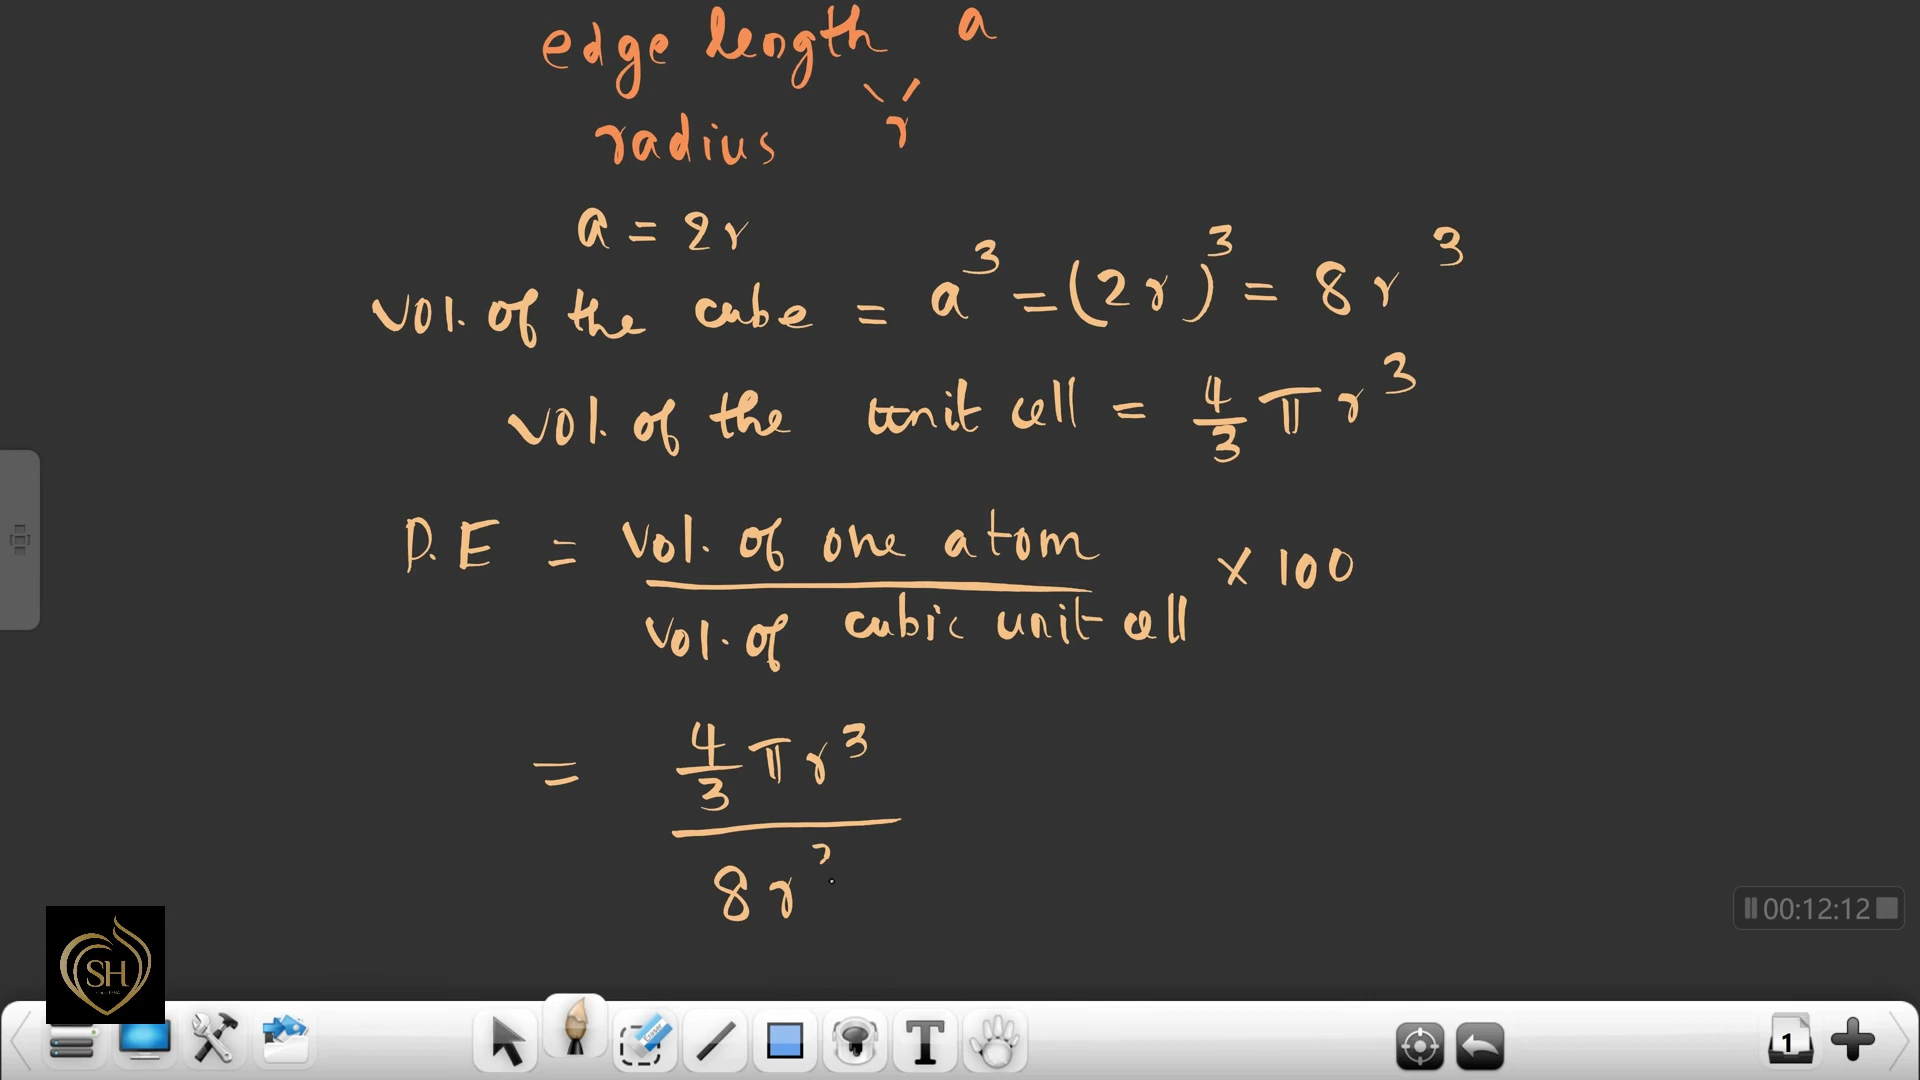 edge length a
radius r
a = 2r
Vol. of the cube = a³ = (2r)³ = 8r³
Vol. of the unit cell = 4/3 π r³
P.E = Vol. of one atom / Vol. of cubic unit cell × 100
= 4/3 π r³ / 8r³
00:12:12
SH
T
1